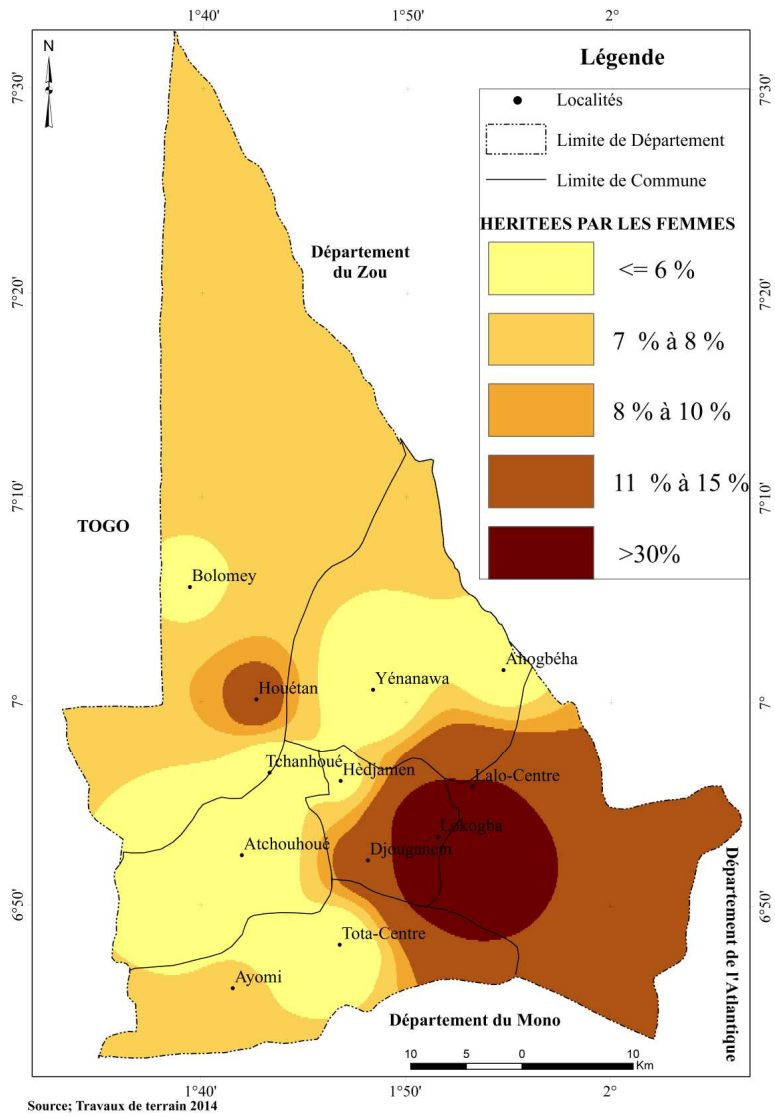 1°40'
1°50'
2°
N
7°30'
7°20'
7°10'
7°
6°50'
Légende
Localités
Limite de Département
Limite de Commune
HERITEES PAR LES FEMMES
<= 6 %
7 % à 8 %
8 % à 10 %
11 % à 15 %
>30%
Département
du Zou
TOGO
Bolomey
Houétan
Yénanawa
Ahogbéha
Tchanhoué
Hèdjamen
Lalo-Centre
Lokogba
Atchouhoué
Djouganem
Tota-Centre
Ayomi
Département du Mono
Département de l'Atlantique
7°30'
7°20'
7°10'
7°
6°50'
10 5 0 10
Km
1°40'
1°50'
2°
Source; Travaux de terrain 2014